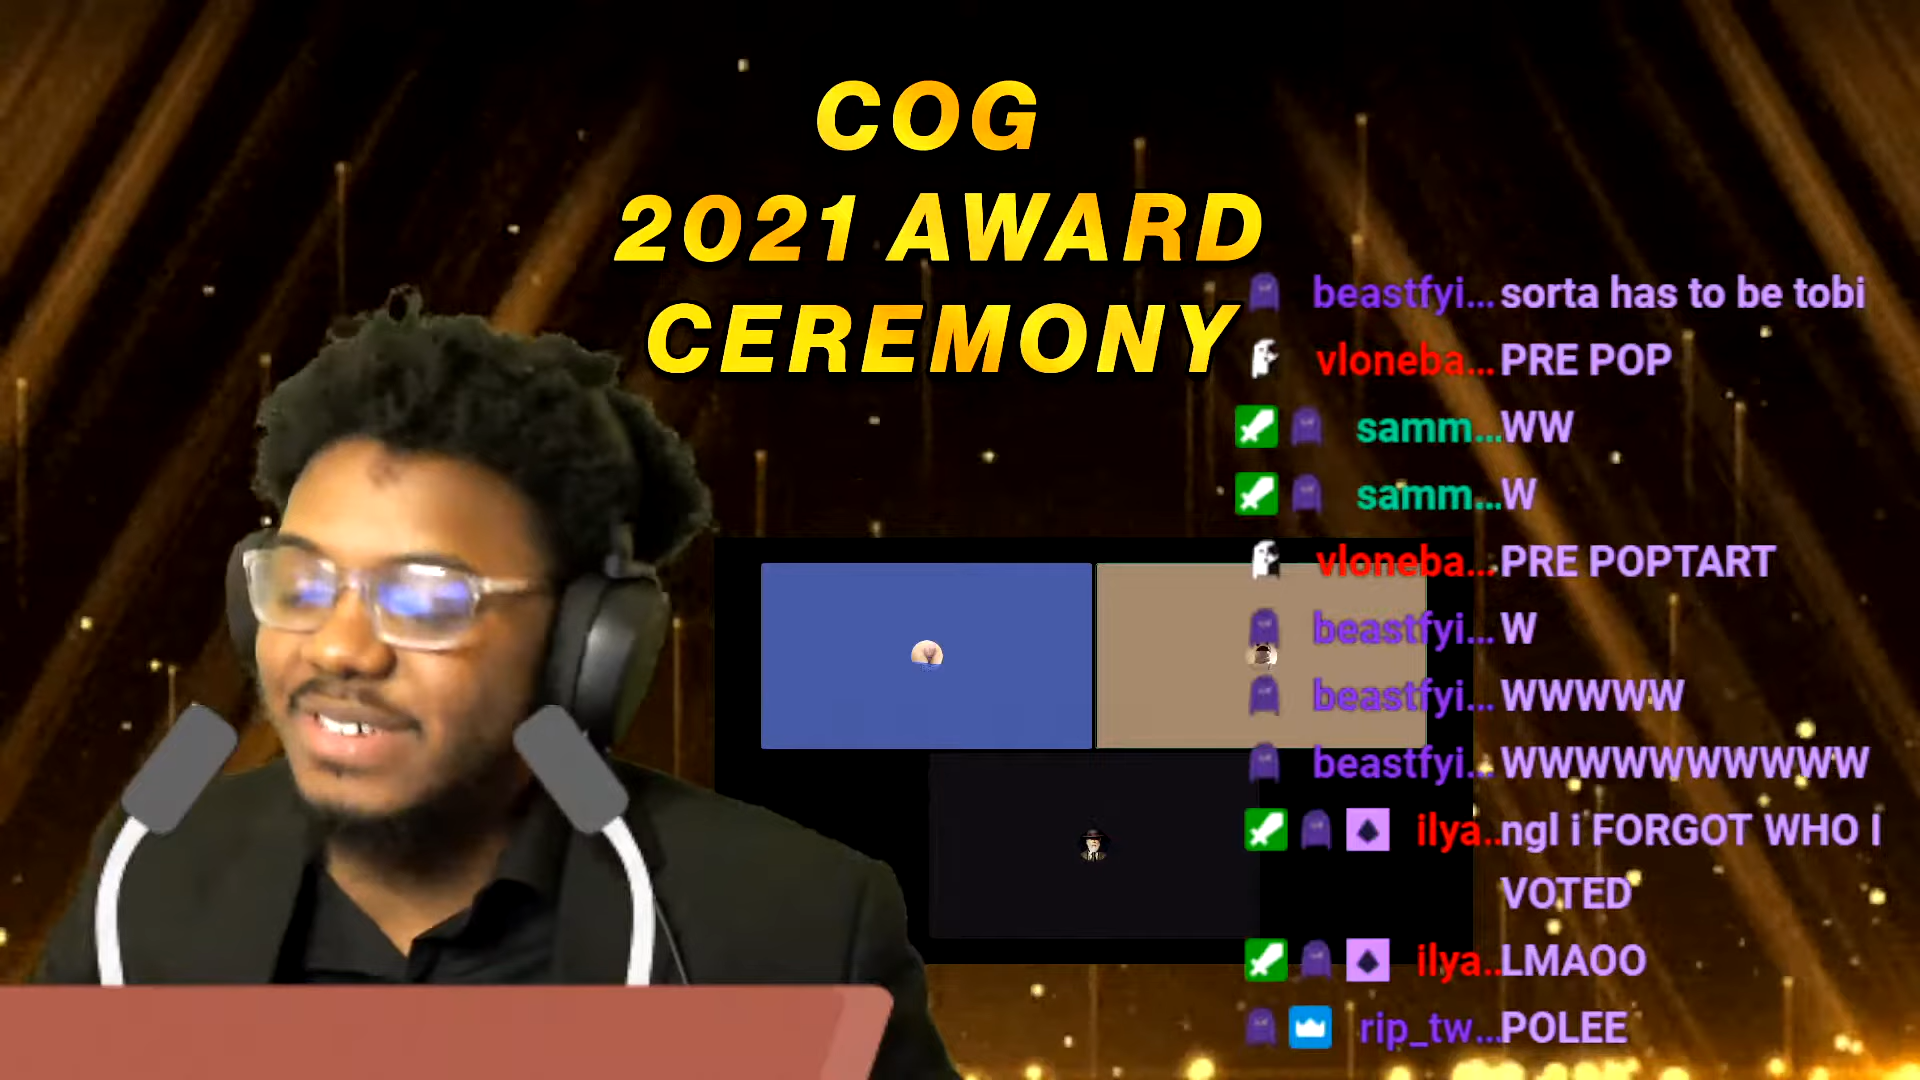 COG
2021 AWARD
CEREMONY
beastfyi... sorta has to be tobi
vloneba... PRE POP
samm... WW
samm... W
vloneba... PRE POPTART
beastfyi... W
beastfyi... WWWWW
beastfyi... WWWWWWWWWW
ilya.. ngl i FORGOT WHO I
VOTED
ilya.. LMAOO
rip_tw... POLEE